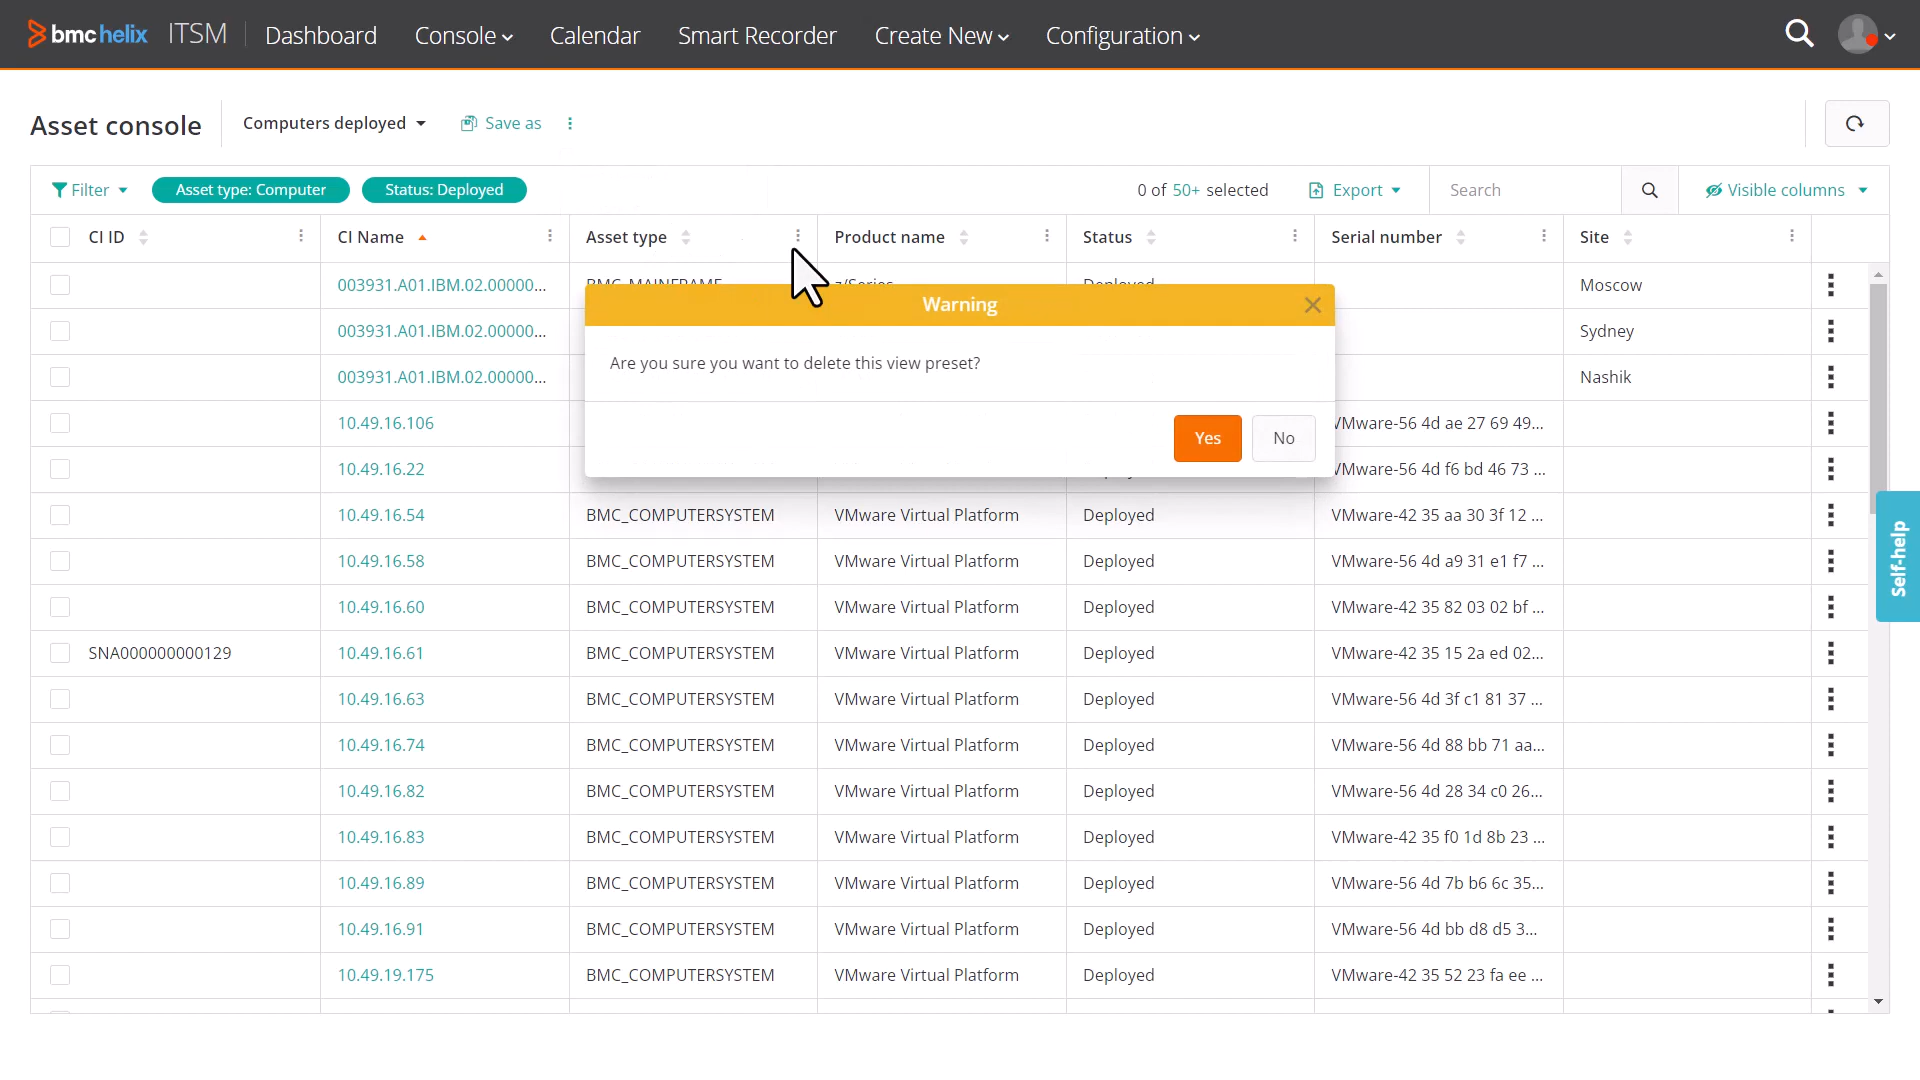 bmc helix ITSM Dashboard Console Calendar Smart Recorder Create New Configuration
Asset console Computers deployed Save as
Filter Asset type: Computer Status: Deployed 0 of 50+ selected Export Search Visible columns
CI ID CI Name Asset type Product name Status Serial number Site
003931.A01.IBM.02.00000... BMC_MAINFRAME z/Series Deployed Moscow
Warning
003931.A01.IBM.02.00000... Sydney
Are you sure you want to delete this view preset?
003931.A01.IBM.02.00000... Nashik
10.49.16.106 VMware-56 4d ae 27 69 49...
Yes No
10.49.16.22 VMware-56 4d f6 bd 46 73 ...
10.49.16.54 BMC_COMPUTERSYSTEM VMware Virtual Platform Deployed VMware-42 35 aa 30 3f 12 ...
10.49.16.58 BMC_COMPUTERSYSTEM VMware Virtual Platform Deployed VMware-56 4d a9 31 e1 f7 ...
Self-help
10.49.16.60 BMC_COMPUTERSYSTEM VMware Virtual Platform Deployed VMware-42 35 82 03 02 bf ...
SNA000000000129 10.49.16.61 BMC_COMPUTERSYSTEM VMware Virtual Platform Deployed VMware-42 35 15 2a ed 02...
10.49.16.63 BMC_COMPUTERSYSTEM VMware Virtual Platform Deployed VMware-56 4d 3f c1 81 37 ...
10.49.16.74 BMC_COMPUTERSYSTEM VMware Virtual Platform Deployed VMware-56 4d 88 bb 71 aa...
10.49.16.82 BMC_COMPUTERSYSTEM VMware Virtual Platform Deployed VMware-56 4d 28 34 c0 26...
10.49.16.83 BMC_COMPUTERSYSTEM VMware Virtual Platform Deployed VMware-42 35 f0 1d 8b 23 ...
10.49.16.89 BMC_COMPUTERSYSTEM VMware Virtual Platform Deployed VMware-56 4d 7b b6 6c 35...
10.49.16.91 BMC_COMPUTERSYSTEM VMware Virtual Platform Deployed VMware-56 4d bb d8 d5 3...
10.49.19.175 BMC_COMPUTERSYSTEM VMware Virtual Platform Deployed VMware-42 35 52 23 fa ee ...